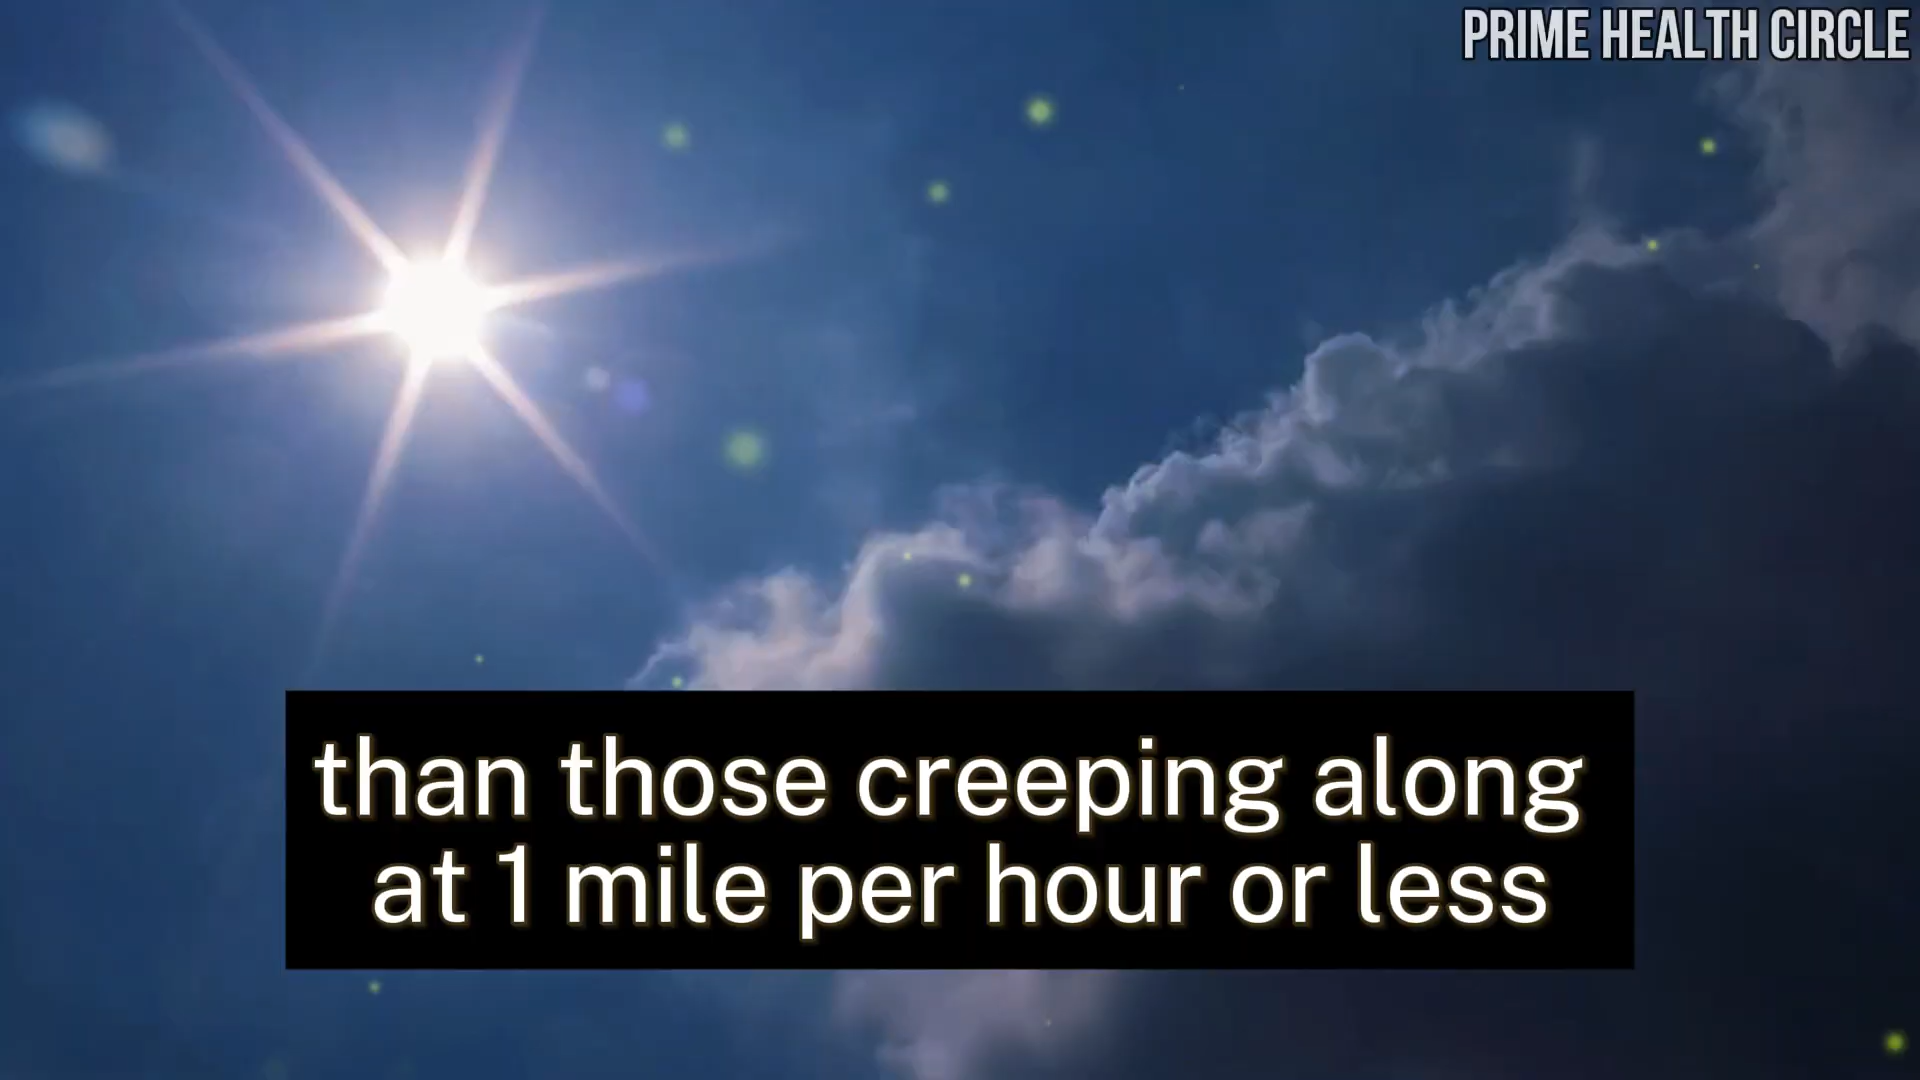 PRIME HEALTH CIRCLE
than those creeping along
at 1 mile per hour or less